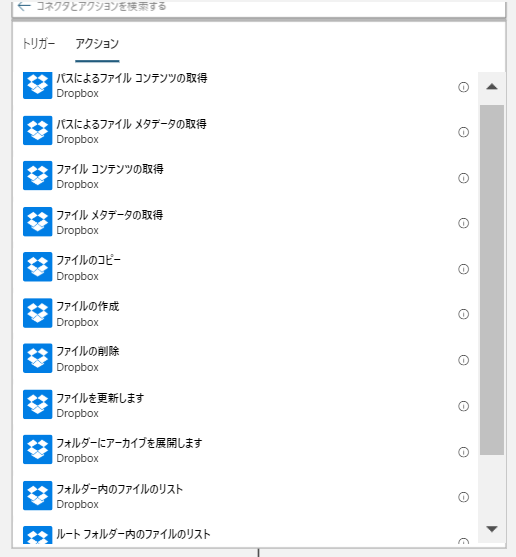 コネクタとアクションを検索する
トリガー
アクション
パスによるファイル コンテンツの取得
Dropbox
パスによるファイル メタデータの取得
Dropbox
ファイル コンテンツの取得
Dropbox
ファイル メタデータの取得
Dropbox
ファイルのコピー
Dropbox
ファイルの作成
Dropbox
ファイルの削除
Dropbox
ファイルを更新します
Dropbox
フォルダーにアーカイブを展開します
Dropbox
フォルダー内のファイルのリスト
Dropbox
ルート フォルダー内のファイルのリスト